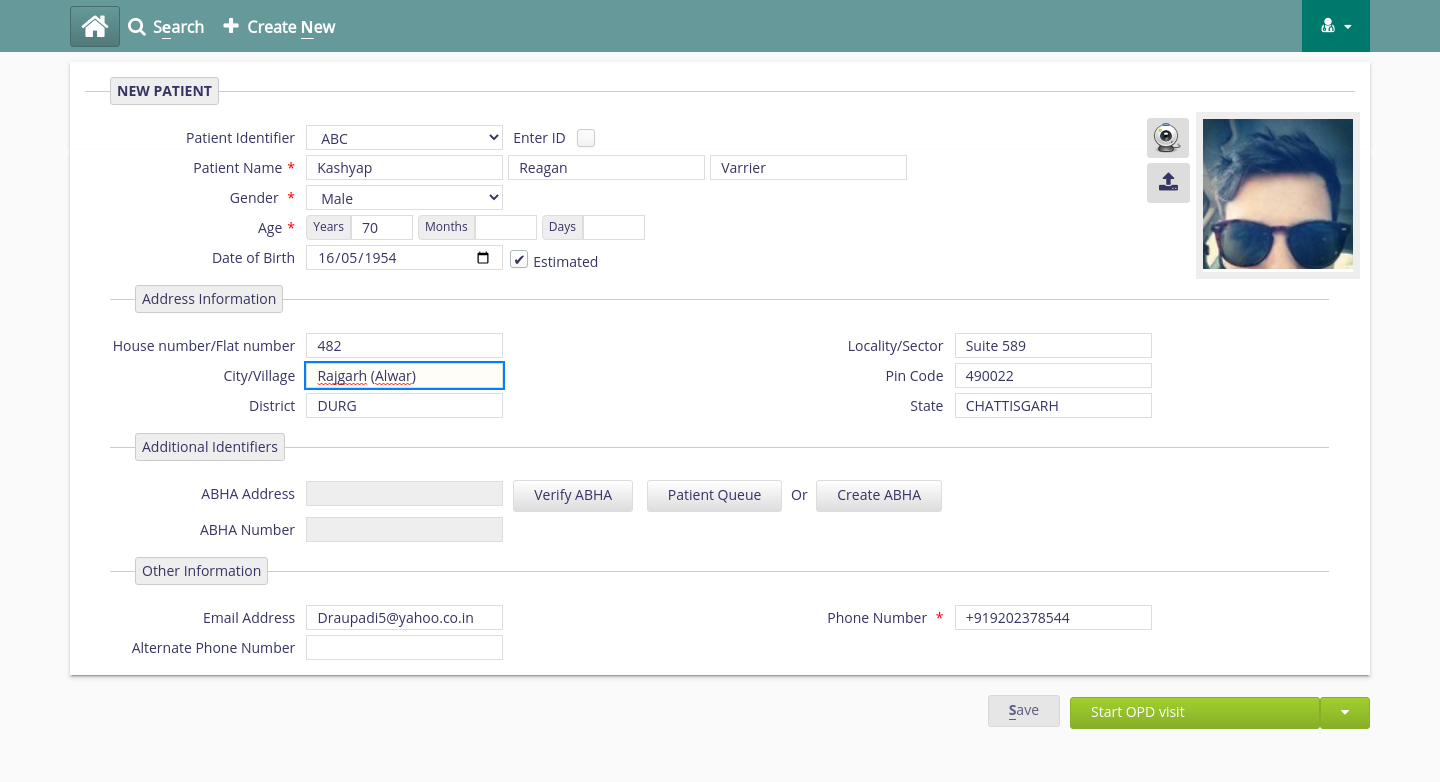 Search Create New
NEW PATIENT
Patient Identifier ABC Enter ID
Patient Name * Kashyap Reagan Varrier
Gender * Male
Age * Years 70 Months Days
Date of Birth 16/05/1954 Estimated
Address Information
House number/Flat number 482 Locality/Sector Suite 589
City/Village Rajgarh (Alwar) Pin Code 490022
District DURG State CHATTISGARH
Additional Identifiers
ABHA Address Verify ABHA Patient Queue Or Create ABHA
ABHA Number
Other Information
Email Address Draupadi5@yahoo.co.in Phone Number * +919202378544
Alternate Phone Number
Save Start OPD visit